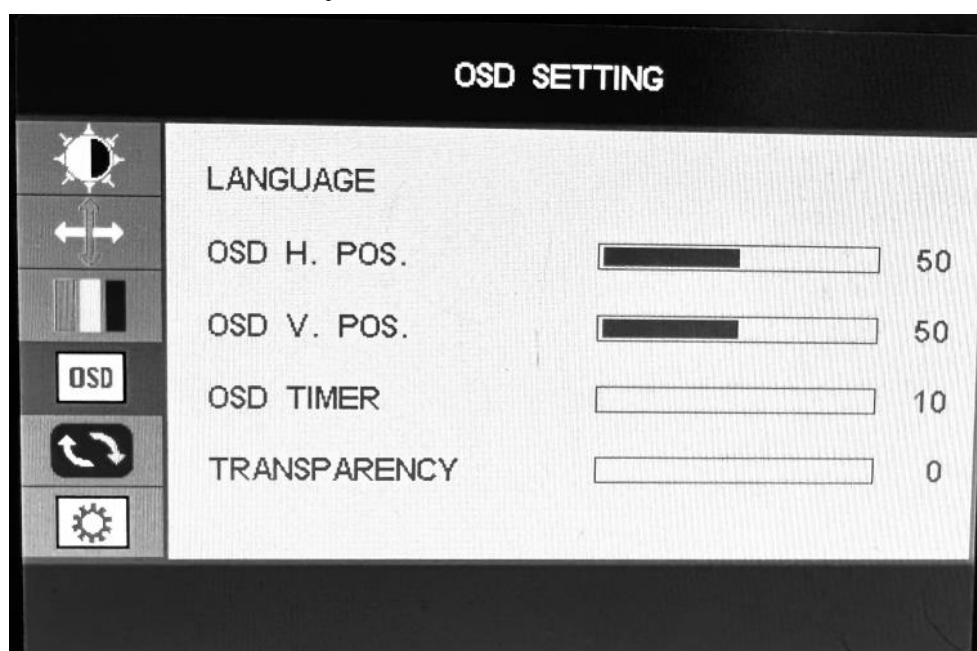 OSD SETTING
LANGUAGE
OSD H. POS. 50
OSD V. POS. 50
OSD
OSD TIMER 10
TRANSPARENCY 0